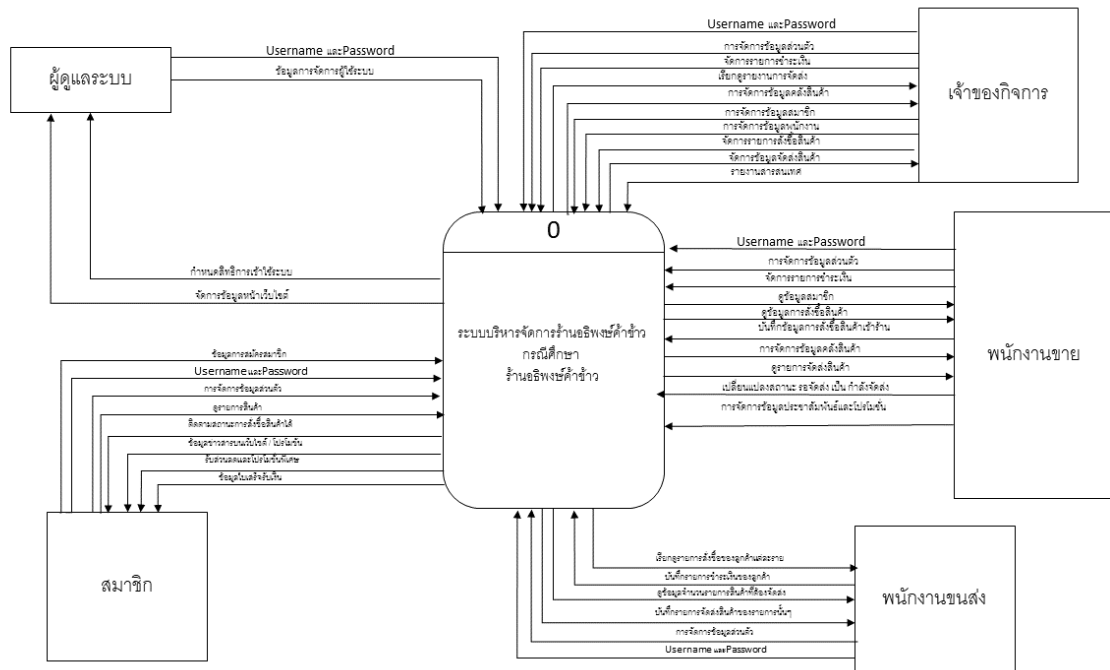 Username และPassword
ข้อมูลการจัดการผู้ใช้ระบบ
ผู้ดูแลระบบ
Username และPassword
การจัดการข้อมูลส่วนตัว
จัดการรายการชำระเงิน
เรียกดูรายงานการจัดส่ง
การจัดการข้อมูลคลังสินค้า
การจัดการข้อมูลสมาชิก
การจัดการข้อมูลพนักงาน
จัดการรายการสั่งซื้อสินค้า
จัดการข้อมูลจัดส่งสินค้า
รายงานสารสนเทศ
เจ้าของกิจการ
0
ระบบบริหารจัดการร้านอธิพงษ์ค้าข้าว
กรณีศึกษา
ร้านอธิพงษ์ค้าข้าว
กำหนดสิทธิการเข้าใช้ระบบ
จัดการข้อมูลหน้าเว็บไซต์
Username และPassword
การจัดการข้อมูลส่วนตัว
จัดการรายการชำระเงิน
ดูข้อมูลสมาชิก
ดูข้อมูลการสั่งซื้อสินค้า
บันทึกข้อมูลการสั่งซื้อสินค้าเข้าร้าน
การจัดการข้อมูลคลังสินค้า
ดูรายการจัดส่งสินค้า
เปลี่ยนแปลงสถานะ รอจัดส่ง เป็น กำลังจัดส่ง
การจัดการข้อมูลประชาสัมพันธ์และโปรโมชั่น
พนักงานขาย
ข้อมูลการสมัครสมาชิก
UsernameและPassword
การจัดการข้อมูลส่วนตัว
ดูรายการสินค้า
ติดตามสถานะการสั่งซื้อสินค้าได้
ข้อมูลข่าวสารบนเว็บไซต์ / โปรโมชั่น
รับส่วนลดและโปรโมชั่นพิเศษ
ข้อมูลใบเสร็จรับเงิน
สมาชิก
เรียกดูรายการสั่งซื้อของลูกค้าแต่ละราย
บันทึกรายการชำระเงินของลูกค้า
ดูข้อมูลจำนวนรายการสินค้าที่ต้องจัดส่ง
บันทึกรายการจัดส่งสินค้าของรายการนั้นๆ
การจัดการข้อมูลส่วนตัว
Username และPassword
พนักงานขนส่ง